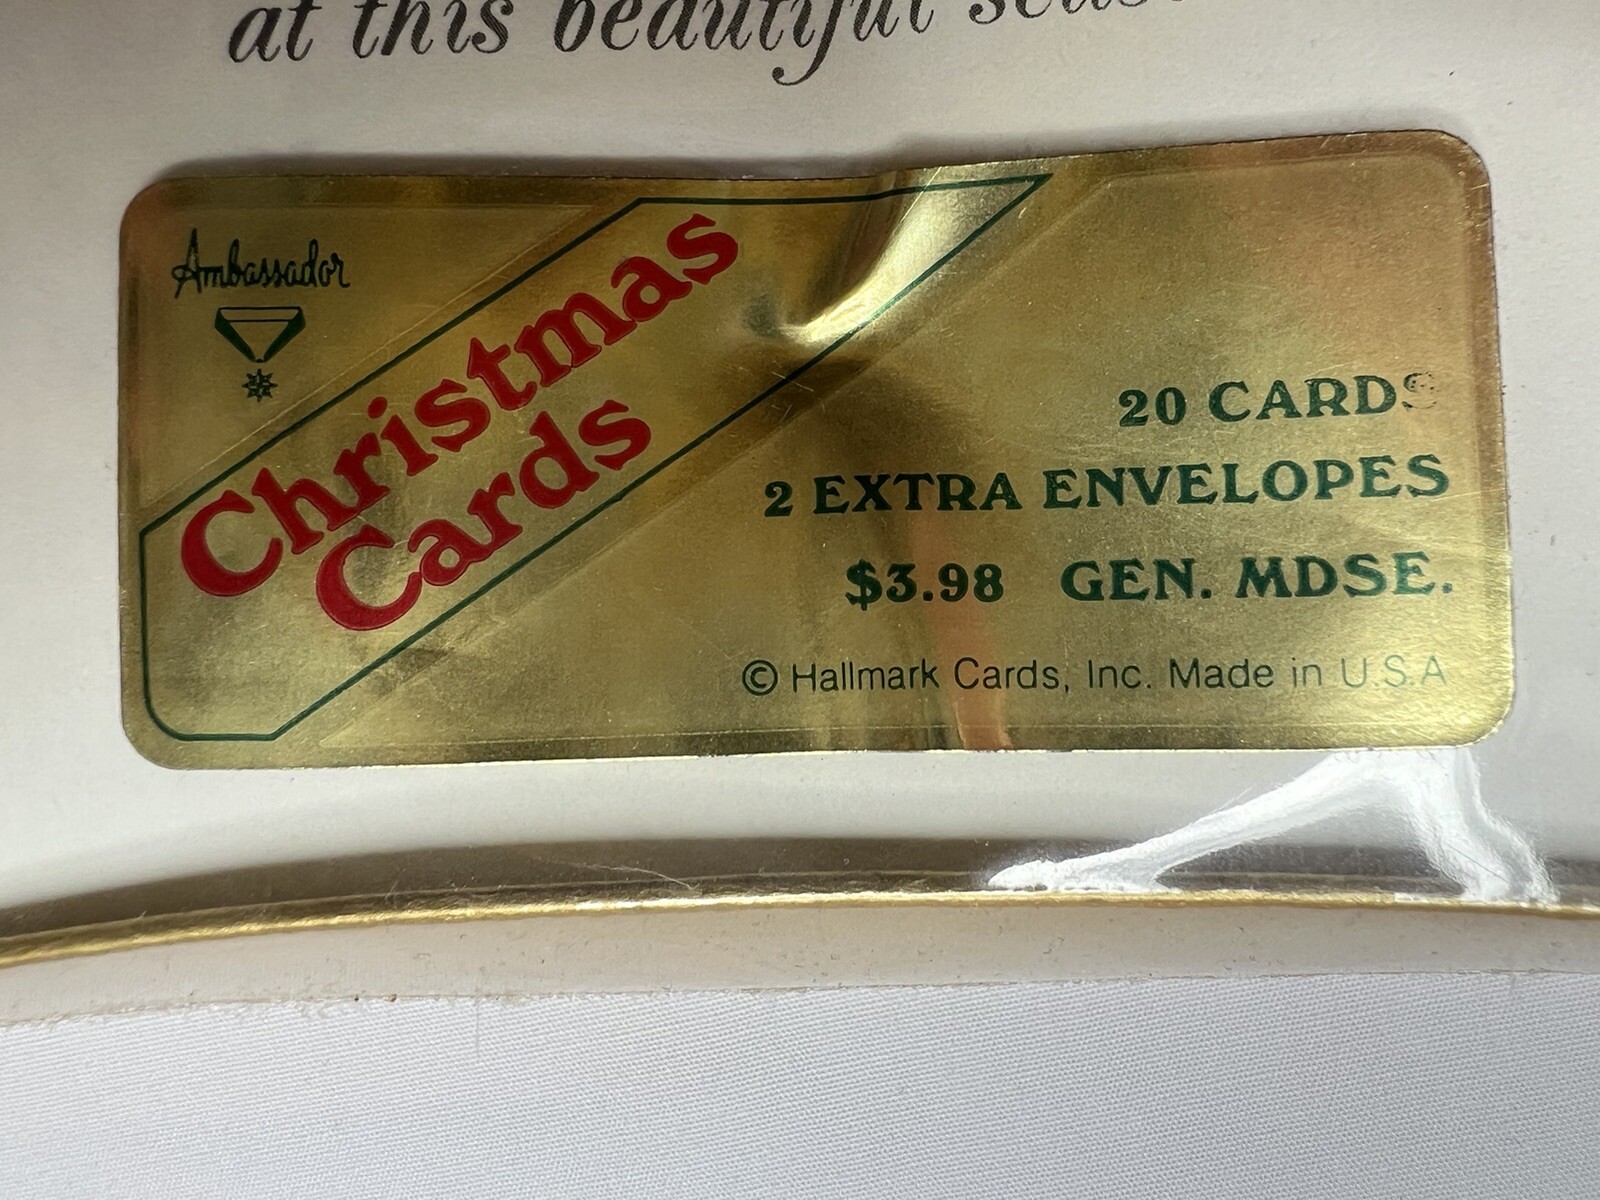 at this beautiful
Ambassador
Christmas
Cards
20 CARDS
2 EXTRA ENVELOPES
$3.98 GEN. MDSE.
© Hallmark Cards, Inc. Made in U.S.A